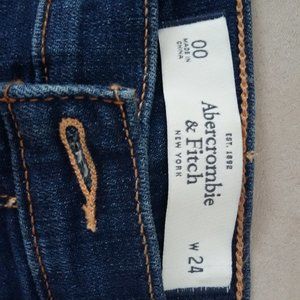 00
MADE IN
CHINA
EST. 1892
Abercrombie
& Fitch
NEW YORK
W 24